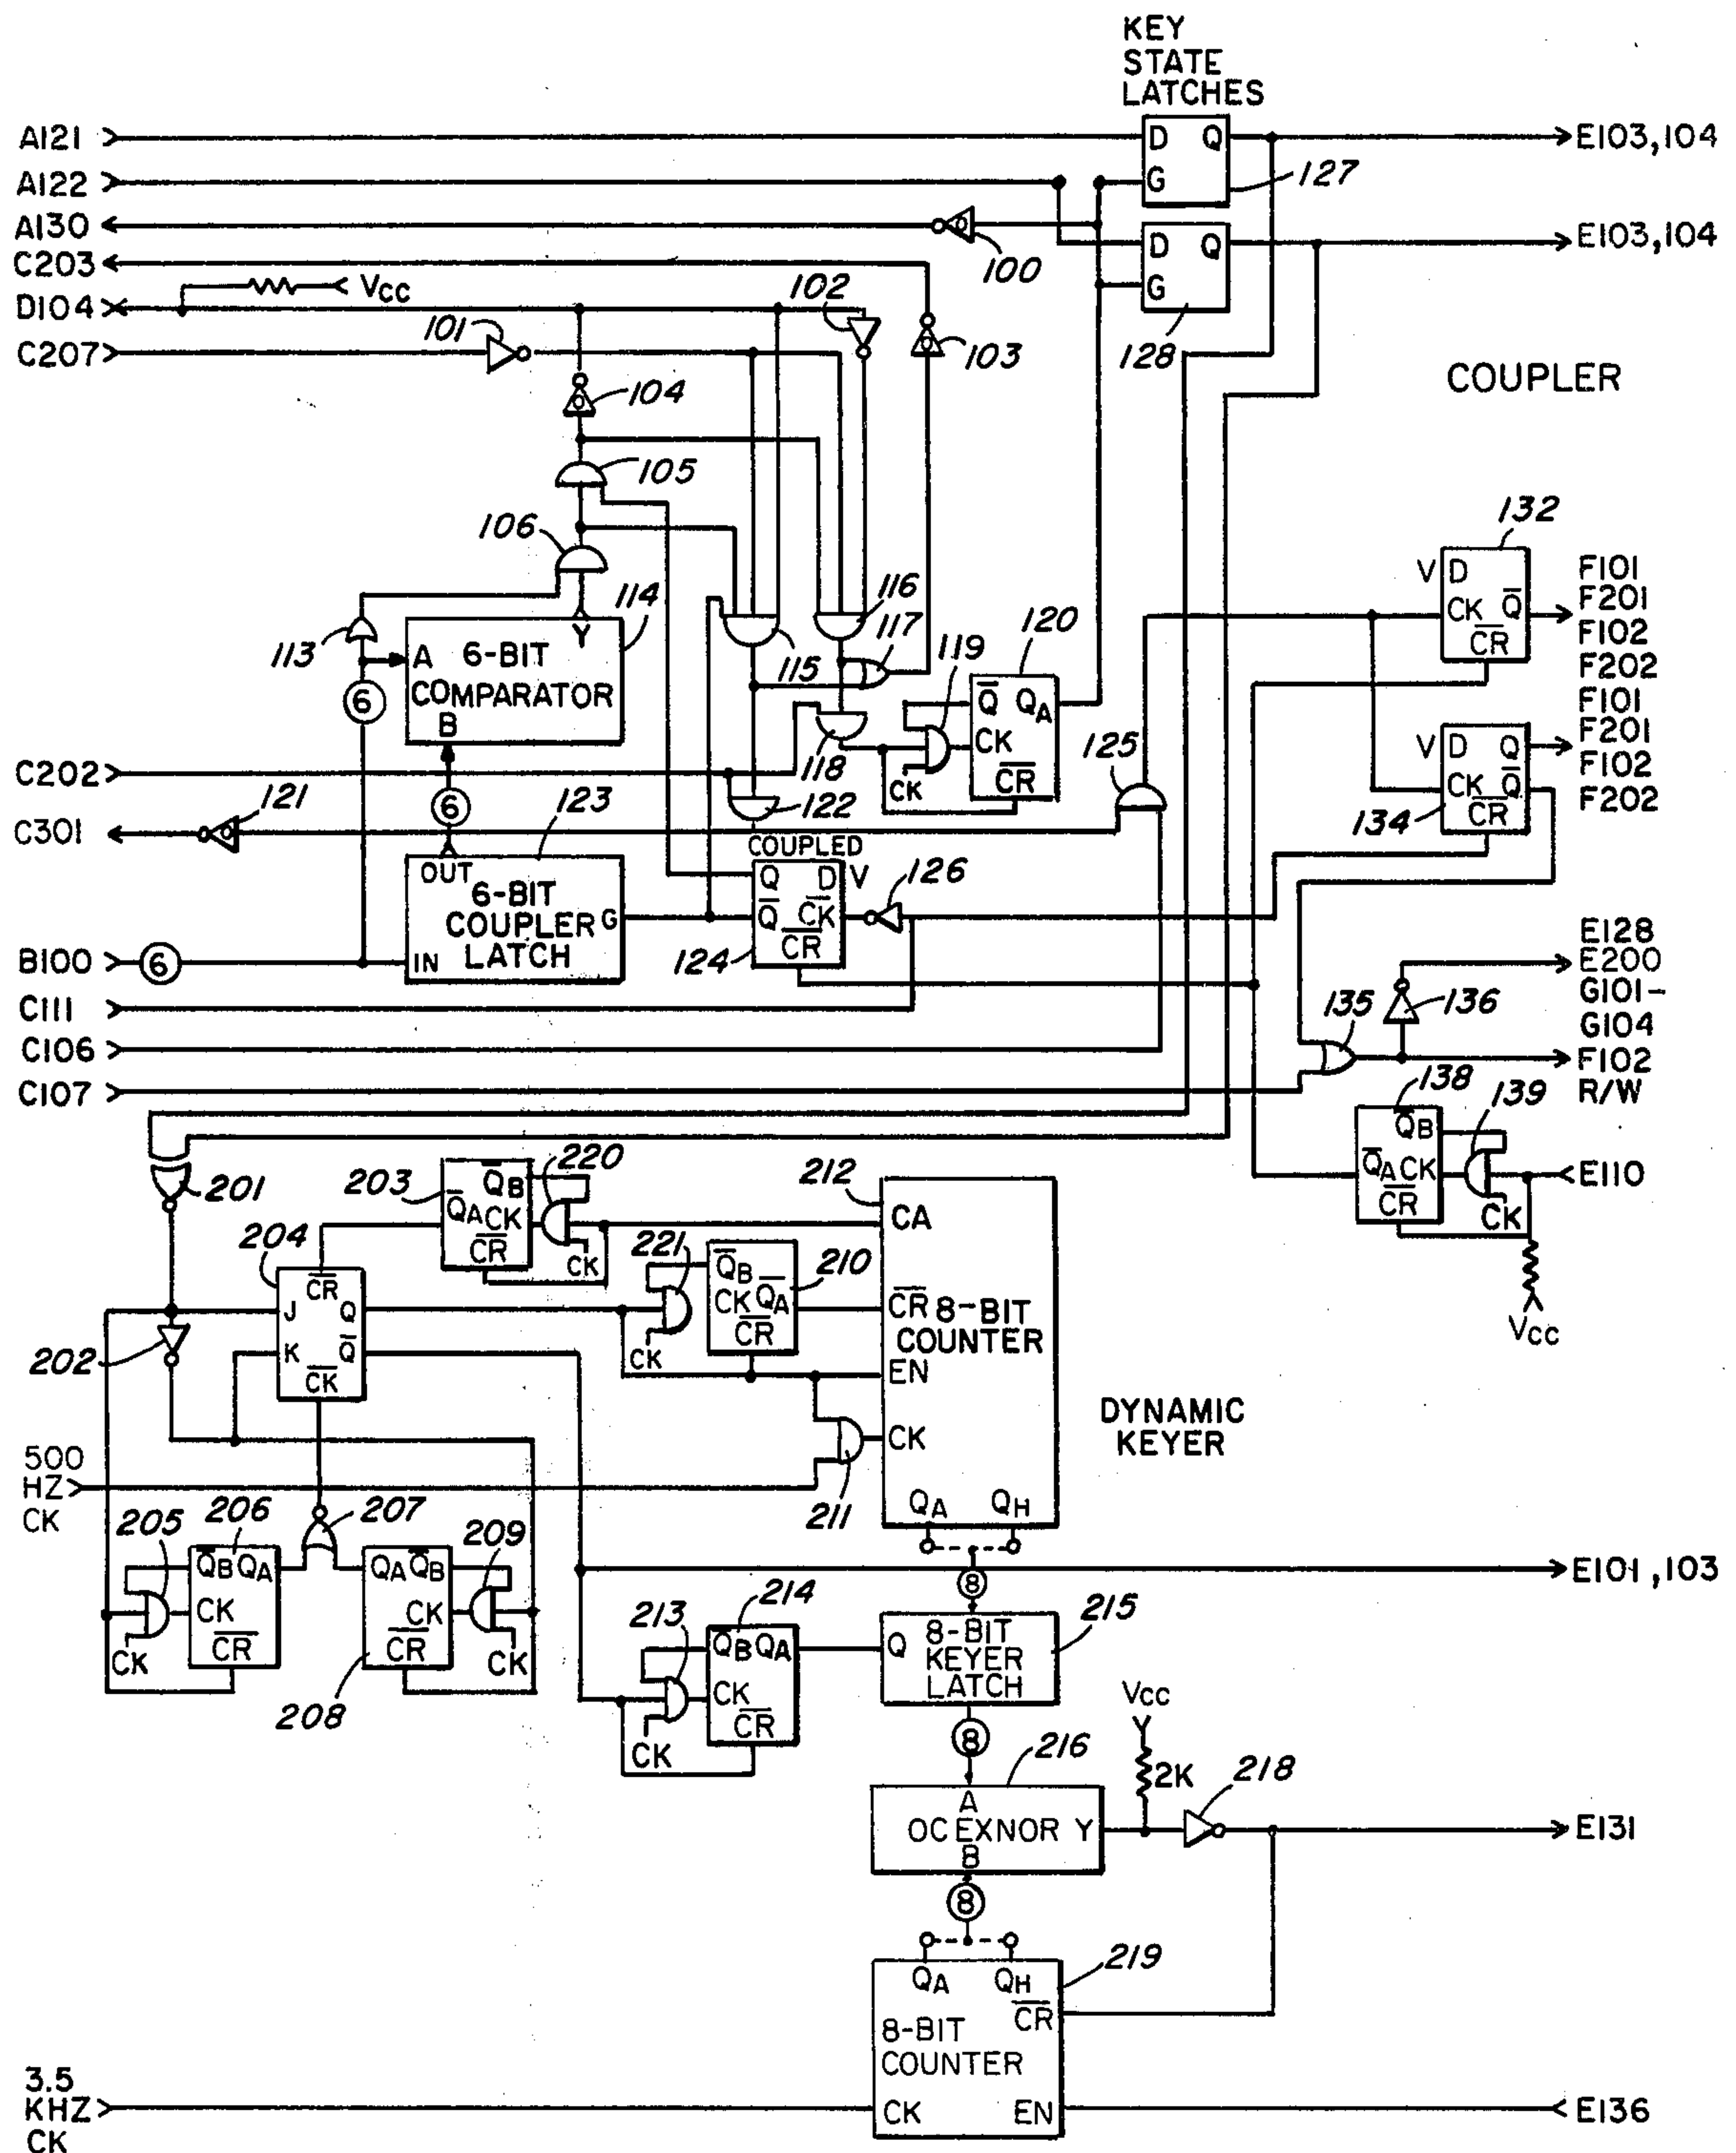 KEY
STATE
LATCHES
A121
D Q
E103,104
A122
G
127
A130
100
D Q
E103,104
C203
G
VCC
102
D104
103
128
C207
101
COUPLER
104
105
132
106
V D
F101
F201
F102
F202
CK Q
CR
116
114
117
119
120
113
Y
A 6-BIT
COMPARATOR
B
115
Q QA
CK
CR
6
F101
F201
F102
F202
V D Q
CK Q
CR
134
118
CK
125
C202
122
C301
121
6
123
COUPLED
Q D V
Q CK
CR
126
124
OUT
6-BIT
COUPLER G
LATCH
IN
B100 6
E128
E200
G101-
G104
C111
135
136
C106
F102
R/W
C107
138
139
QB
QA CK
CR
E110
CK
VCC
201
203
220
QB
QA CK
CR
CK
212
CA
204
CR
J Q
K Q
CK
221
QB
CK QA
CR
210
CK
CR 8-BIT
COUNTER
EN
CK
QA QH
202
DYNAMIC
KEYER
500
HZ
CK
211
205
206
207
209
QB QA
CK
CR
QA QB
CK
CR
CK
CK
208
E101,103
8
213
214
QB QA
CK
CR
CK
Q 8-BIT
KEYER
LATCH
215
VCC
8
216
2K
218
A
OC EXNOR Y
B
E131
8
QA QH
219
CR
8-BIT
COUNTER
CK EN
3.5
KHZ
CK
E136